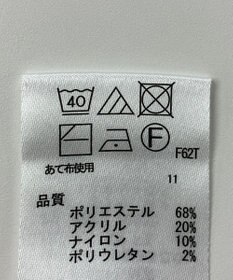 40
F
F62T
あて布使用
11
品質
ポリエステル 68%
アクリル 20%
ナイロン 10%
ポリウレタン 2%